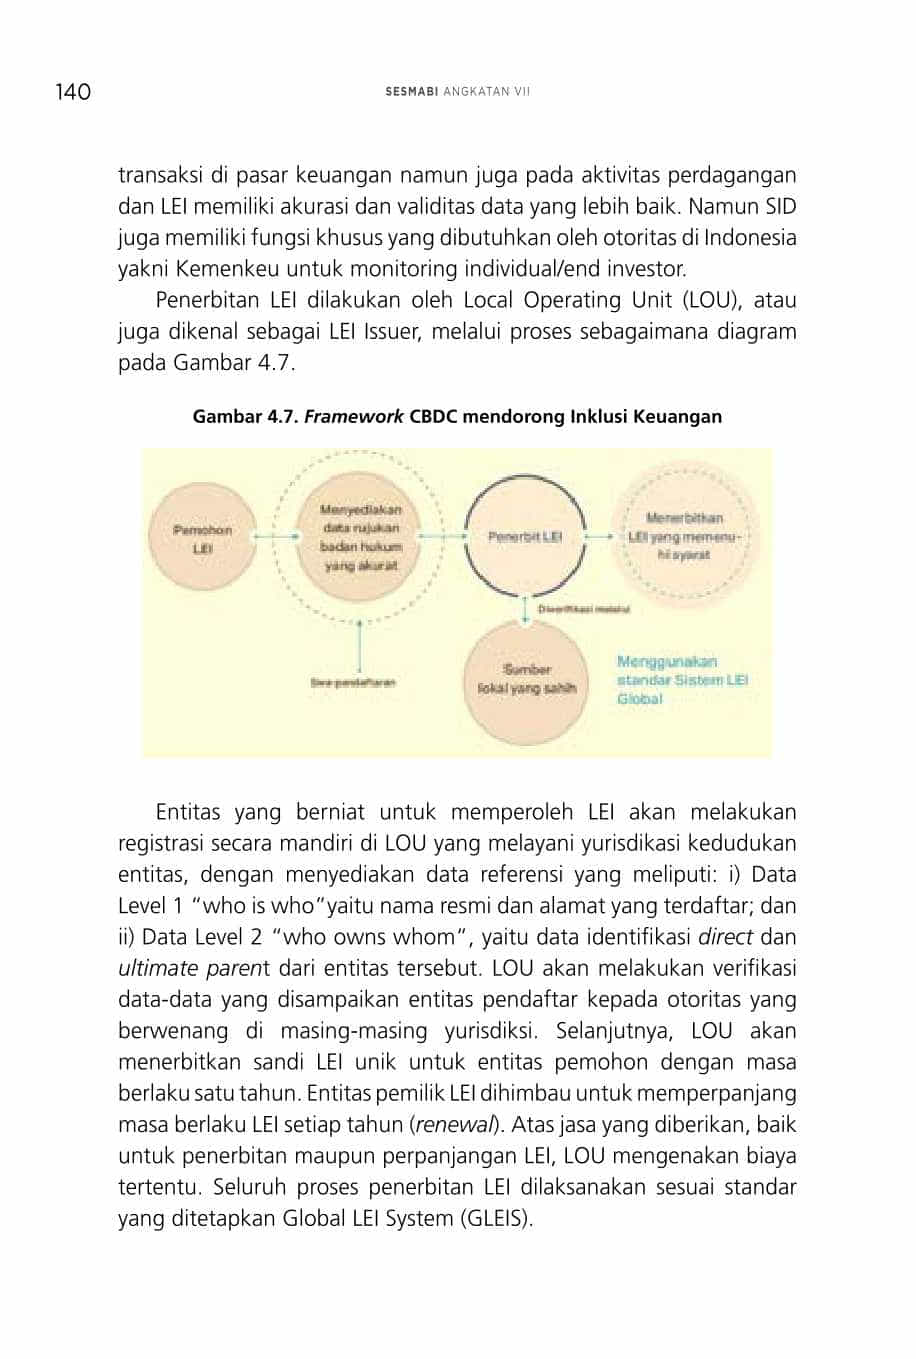 140
SESMABI ANGKATAN VII
transaksi di pasar keuangan namun juga pada aktivitas perdagangan
dan LEI memiliki akurasi dan validitas data yang lebih baik. Namun SID
juga memiliki fungsi khusus yang dibutuhkan oleh otoritas di Indonesia
yakni Kemenkeu untuk monitoring individual/end investor.
Penerbitan LEI dilakukan oleh Local Operating Unit (LOU), atau
juga dikenal sebagai LEI Issuer, melalui proses sebagaimana diagram
pada Gambar 4.7.
Gambar 4.7. Framework CBDC mendorong Inklusi Keuangan
Pemohon
LEI
Menyediakan
data rujukan
badan hukum
yang akurat
Swa-pendaftaran
Penerbit LEI
Diverifikasi melalui
Sumber
lokal yang sahih
Menerbitkan
LEI yang memenu-
hi syarat
Menggunakan
standar Sistem LEI
Global
Entitas yang berniat untuk memperoleh LEI akan melakukan
registrasi secara mandiri di LOU yang melayani yurisdikasi kedudukan
entitas, dengan menyediakan data referensi yang meliputi: i) Data
Level 1 “who is who”yaitu nama resmi dan alamat yang terdaftar; dan
ii) Data Level 2 “who owns whom”, yaitu data identifikasi direct dan
ultimate parent dari entitas tersebut. LOU akan melakukan verifikasi
data-data yang disampaikan entitas pendaftar kepada otoritas yang
berwenang di masing-masing yurisdiksi. Selanjutnya, LOU akan
menerbitkan sandi LEI unik untuk entitas pemohon dengan masa
berlaku satu tahun. Entitas pemilik LEI dihimbau untuk memperpanjang
masa berlaku LEI setiap tahun (renewal). Atas jasa yang diberikan, baik
untuk penerbitan maupun perpanjangan LEI, LOU mengenakan biaya
tertentu. Seluruh proses penerbitan LEI dilaksanakan sesuai standar
yang ditetapkan Global LEI System (GLEIS).